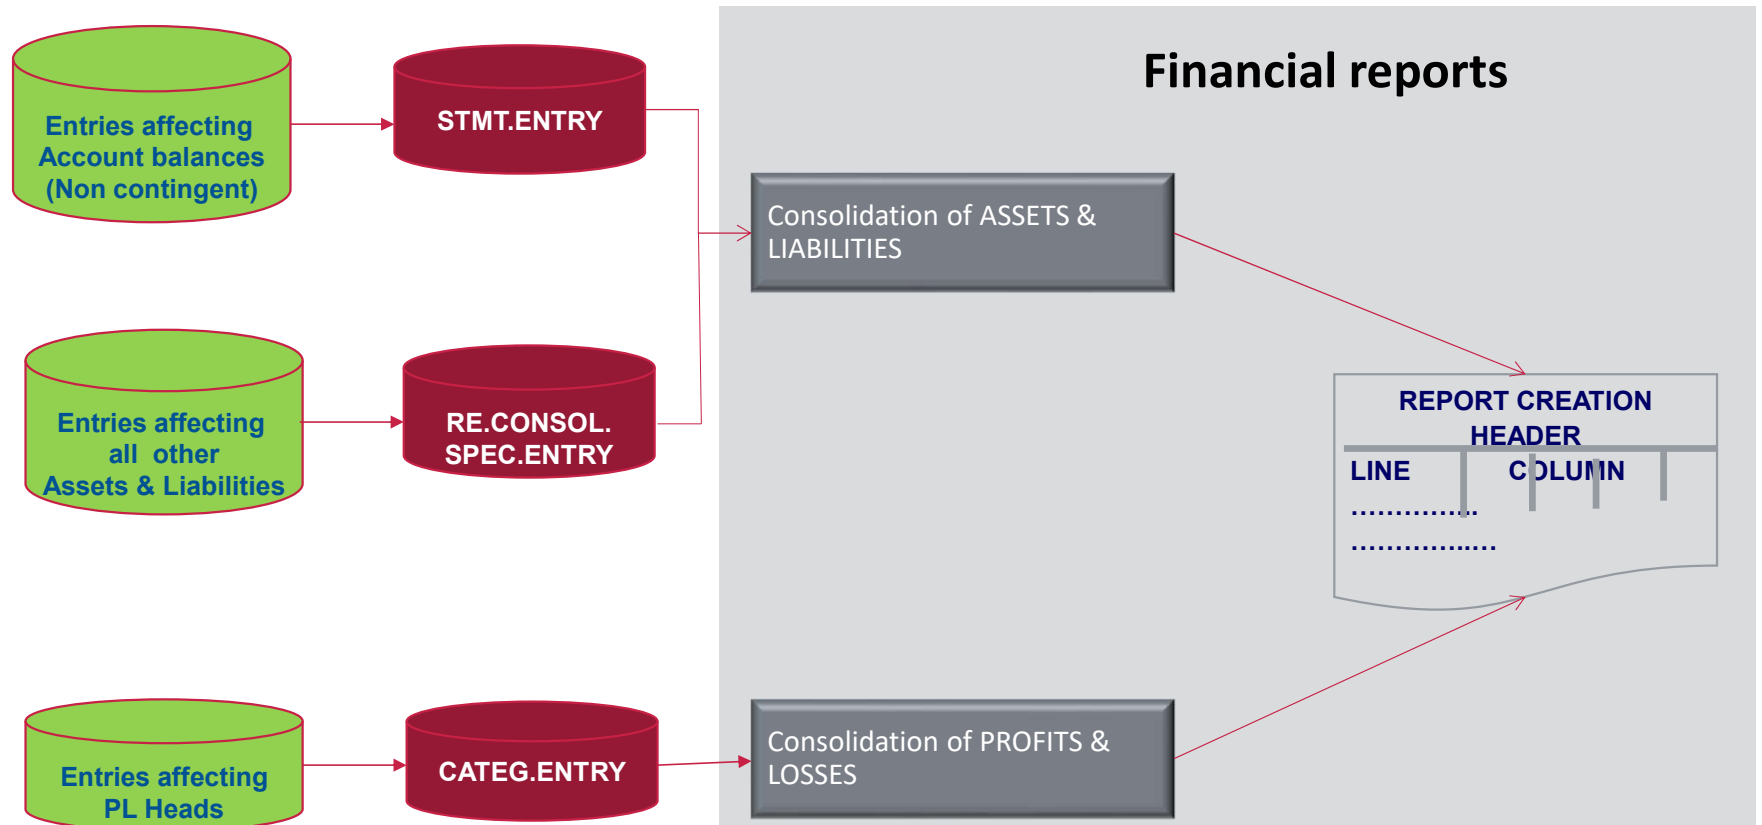 Financial reports
Entries affecting
Account balances
(Non contingent)
STMT.ENTRY
Consolidation of ASSETS &
LIABILITIES
Entries affecting
all other
Assets & Liabilities
RE.CONSOL.
SPEC.ENTRY
REPORT CREATION
HEADER
LINE COLUMN
…………...
…………..…
Entries affecting
PL Heads
CATEG.ENTRY
Consolidation of PROFITS &
LOSSES